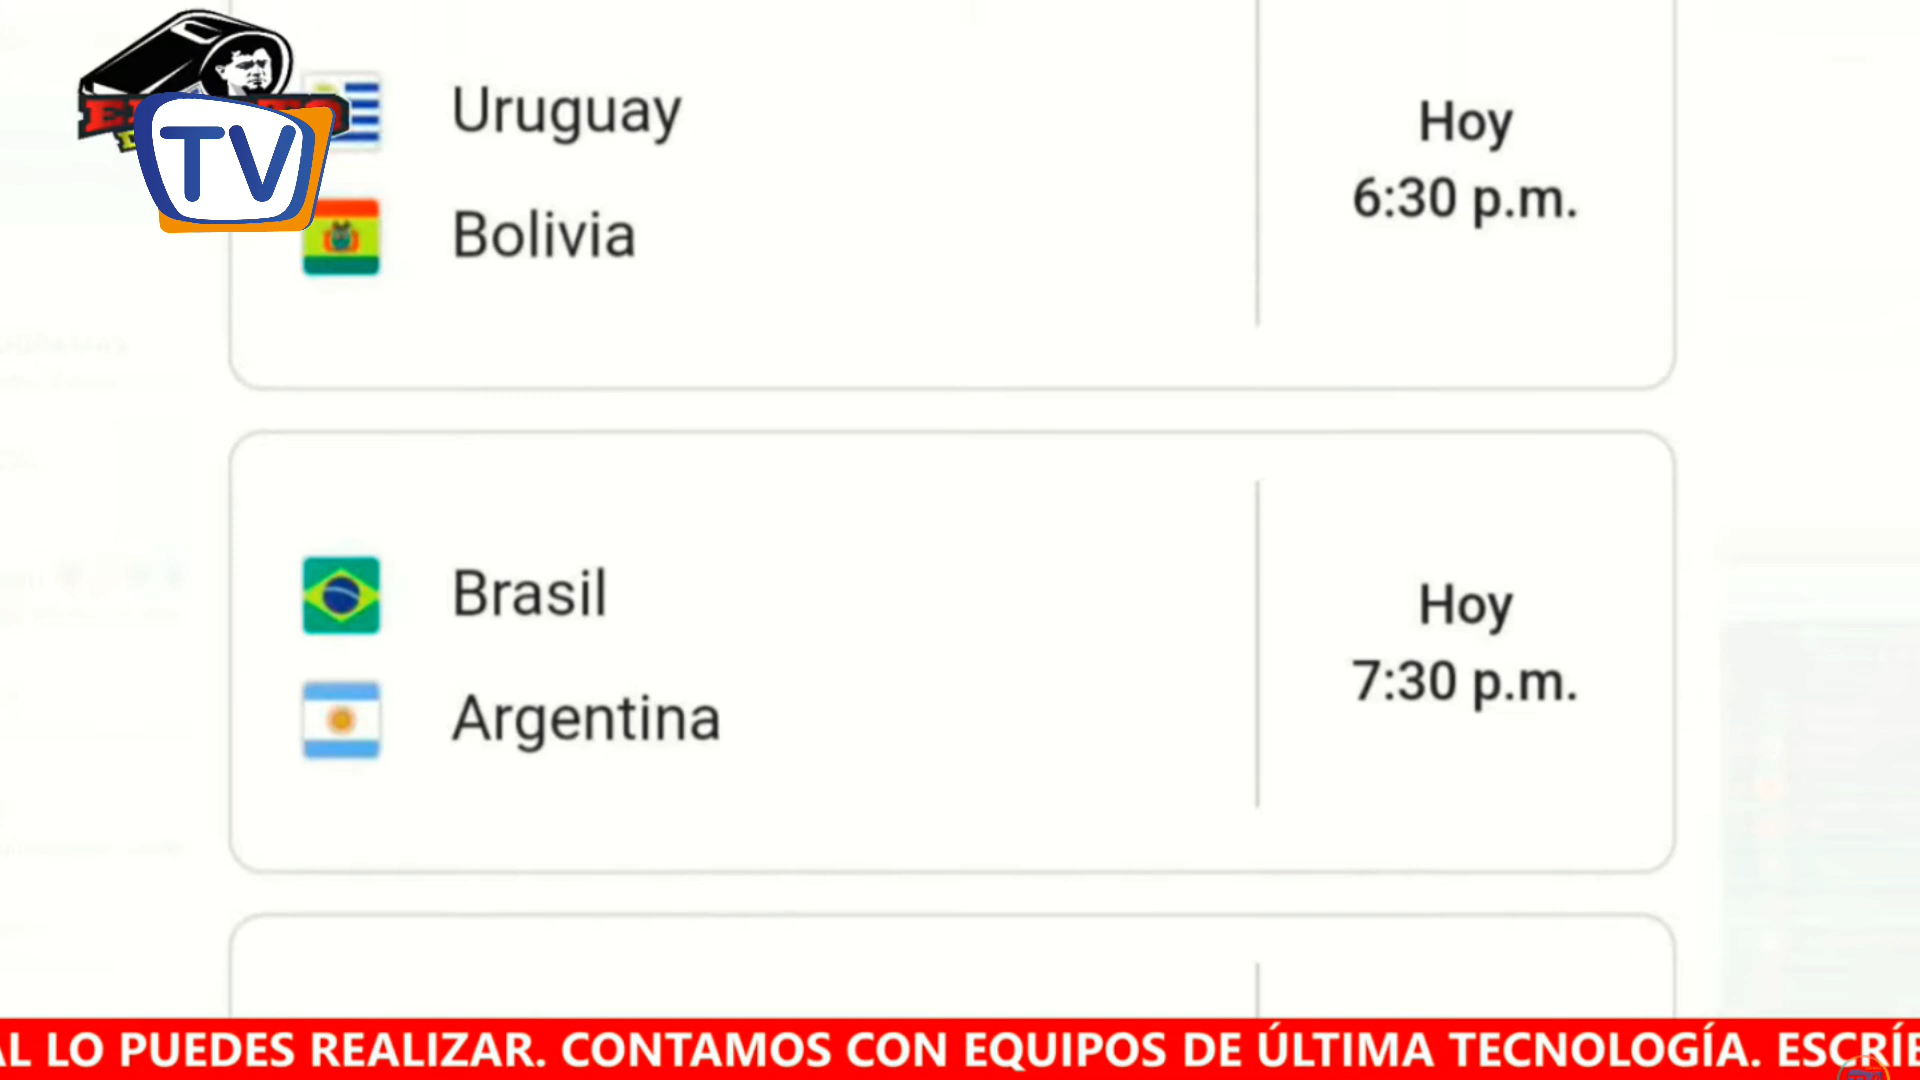 TV
Uruguay
Bolivia
Hoy
6:30 p.m.
Brasil
Argentina
Hoy
7:30 p.m.
LO PUEDES REALIZAR. CONTAMOS CON EQUIPOS DE ÚLTIMA TECNOLOGÍA.